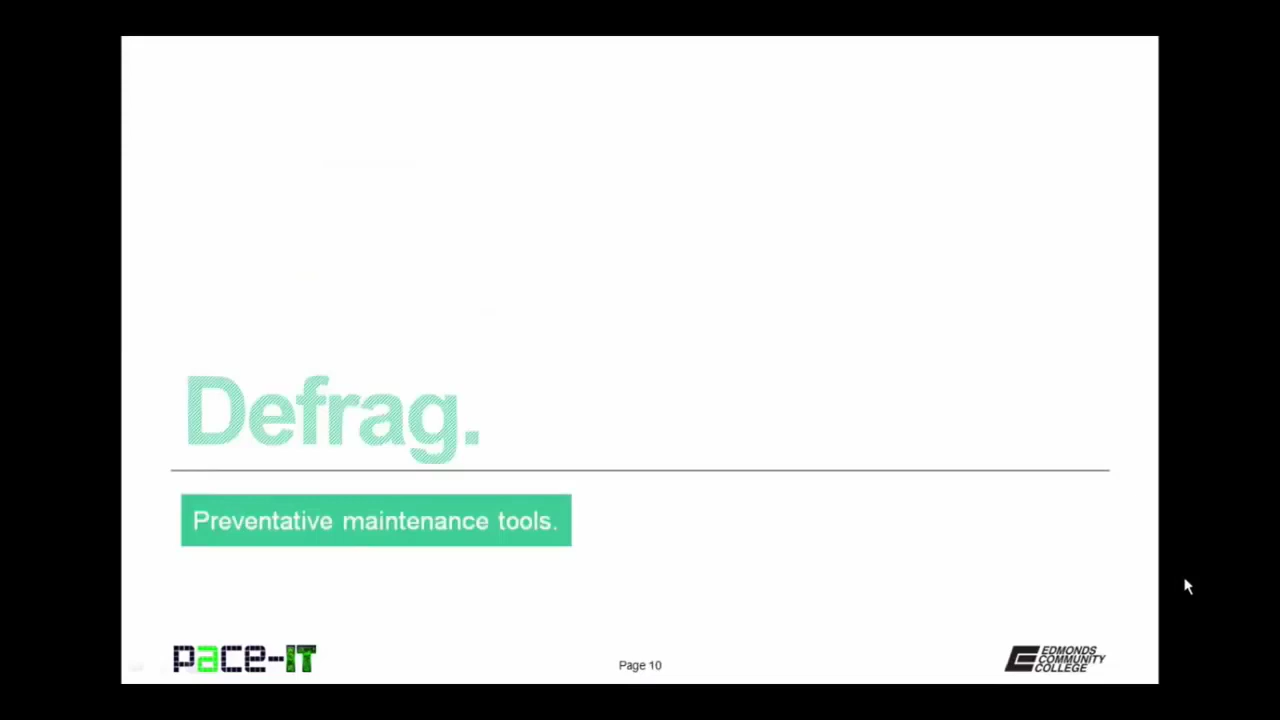 Defrag.
Preventative maintenance tools.
pace-IT
Page 10
EDMONDS
COMMUNITY
COLLEGE